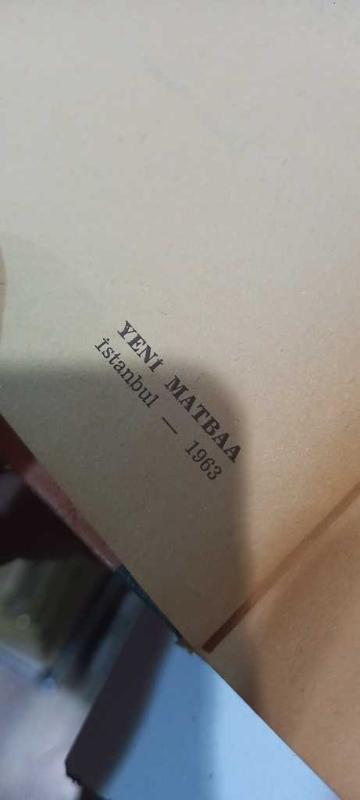 YENİ MATBAA
İstanbul — 1963